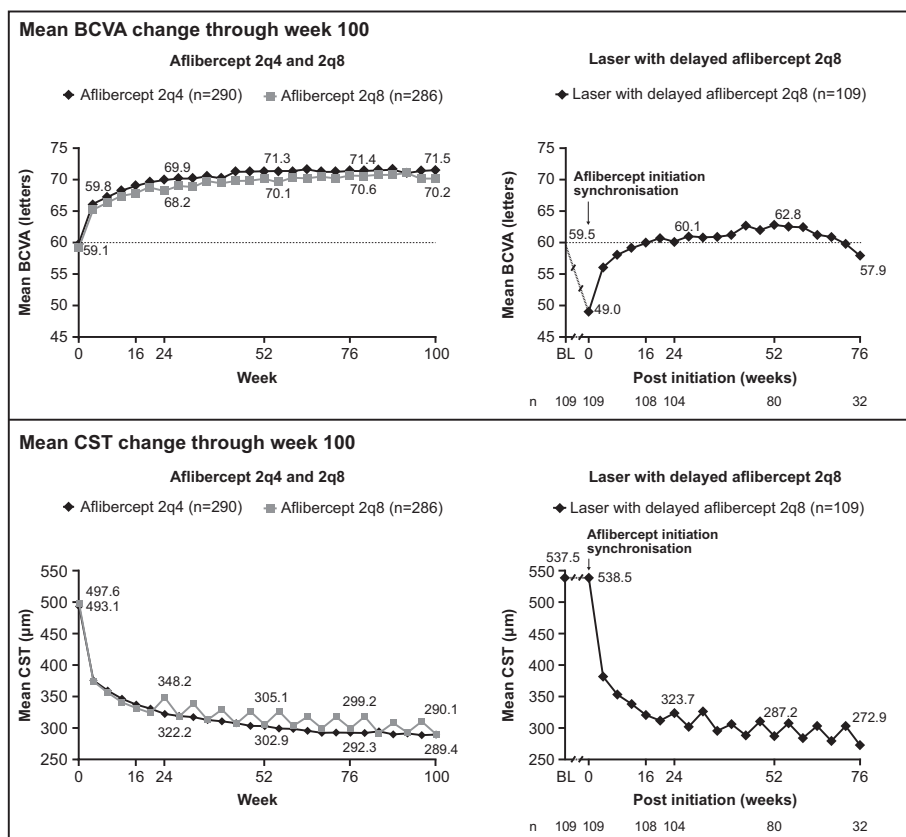 Mean BCVA change through week 100
Aflibercept 2q4 and 2q8
Aflibercept 2q4 (n=290) Aflibercept 2q8 (n=286)
Mean BCVA (letters)
75
70
65
60
55
50
45
59.8
59.1
69.9
68.2
71.3
70.1
71.4
70.6
71.5
70.2
0 16 24 52 76 100
Week
Laser with delayed aflibercept 2q8
Laser with delayed aflibercept 2q8 (n=109)
Mean BCVA (letters)
75
70
65
60
55
50
45
Aflibercept initiation
synchronisation
59.5
49.0
60.1
62.8
57.9
BL 0 16 24 52 76
Post initiation (weeks)
n 109 109 108 104 80 32
Mean CST change through week 100
Aflibercept 2q4 and 2q8
Aflibercept 2q4 (n=290) Aflibercept 2q8 (n=286)
Mean CST (µm)
550
500
450
400
350
300
250
497.6
493.1
348.2
322.2
305.1
302.9
299.2
292.3
290.1
289.4
0 16 24 52 76 100
Week
Laser with delayed aflibercept 2q8
Laser with delayed aflibercept 2q8 (n=109)
Aflibercept initiation
synchronisation
Mean CST (µm)
550
500
450
400
350
300
250
537.5
538.5
323.7
287.2
272.9
BL 0 16 24 52 76
Post initiation (weeks)
n 109 109 108 104 80 32